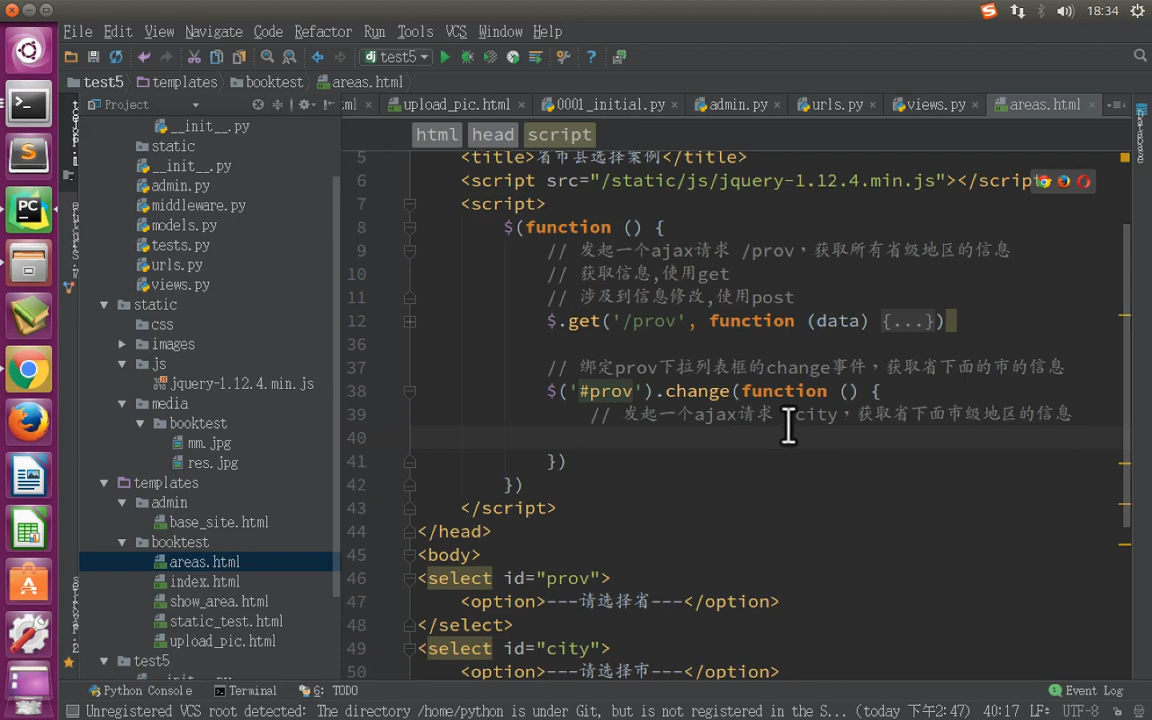 18:34
File Edit View Navigate Code Refactor Run Tools VCS Window Help
test5
test5 templates booktest areas.html
Project
ml upload_pic.html 0001_initial.py admin.py urls.py views.py areas.html
html head script
__init__.py
static
__init__.py
admin.py
middleware.py
models.py
tests.py
urls.py
views.py
static
css
images
js
jquery-1.12.4.min.js
media
booktest
mm.jpg
res.jpg
templates
admin
base_site.html
booktest
areas.html
index.html
show_area.html
static_test.html
upload_pic.html
test5
5 <title>省市县选择案例</title>
6 <script src="/static/js/jquery-1.12.4.min.js"></script>
7 <script>
8 $(function () {
9 // 发起一个ajax请求 /prov，获取所有省级地区的信息
10 // 获取信息,使用get
11 // 涉及到信息修改,使用post
12 $.get('/prov', function (data) {...})
36
37 // 绑定prov下拉列表框的change事件，获取省下面的市的信息
38 $('#prov').change(function () {
39 // 发起一个ajax请求 city，获取省下面市级地区的信息
40
41 })
42 })
43 </script>
44 </head>
45 <body>
46 <select id="prov">
47 <option>---请选择省---</option>
48 </select>
49 <select id="city">
50 <option>---请选择市---</option>
Python Console Terminal 6: TODO Event Log
Unregistered VCS root detected: The directory /home/python is under Git, but is not registered in the S... (today 下午2:47) 40:17 LF UTF-8